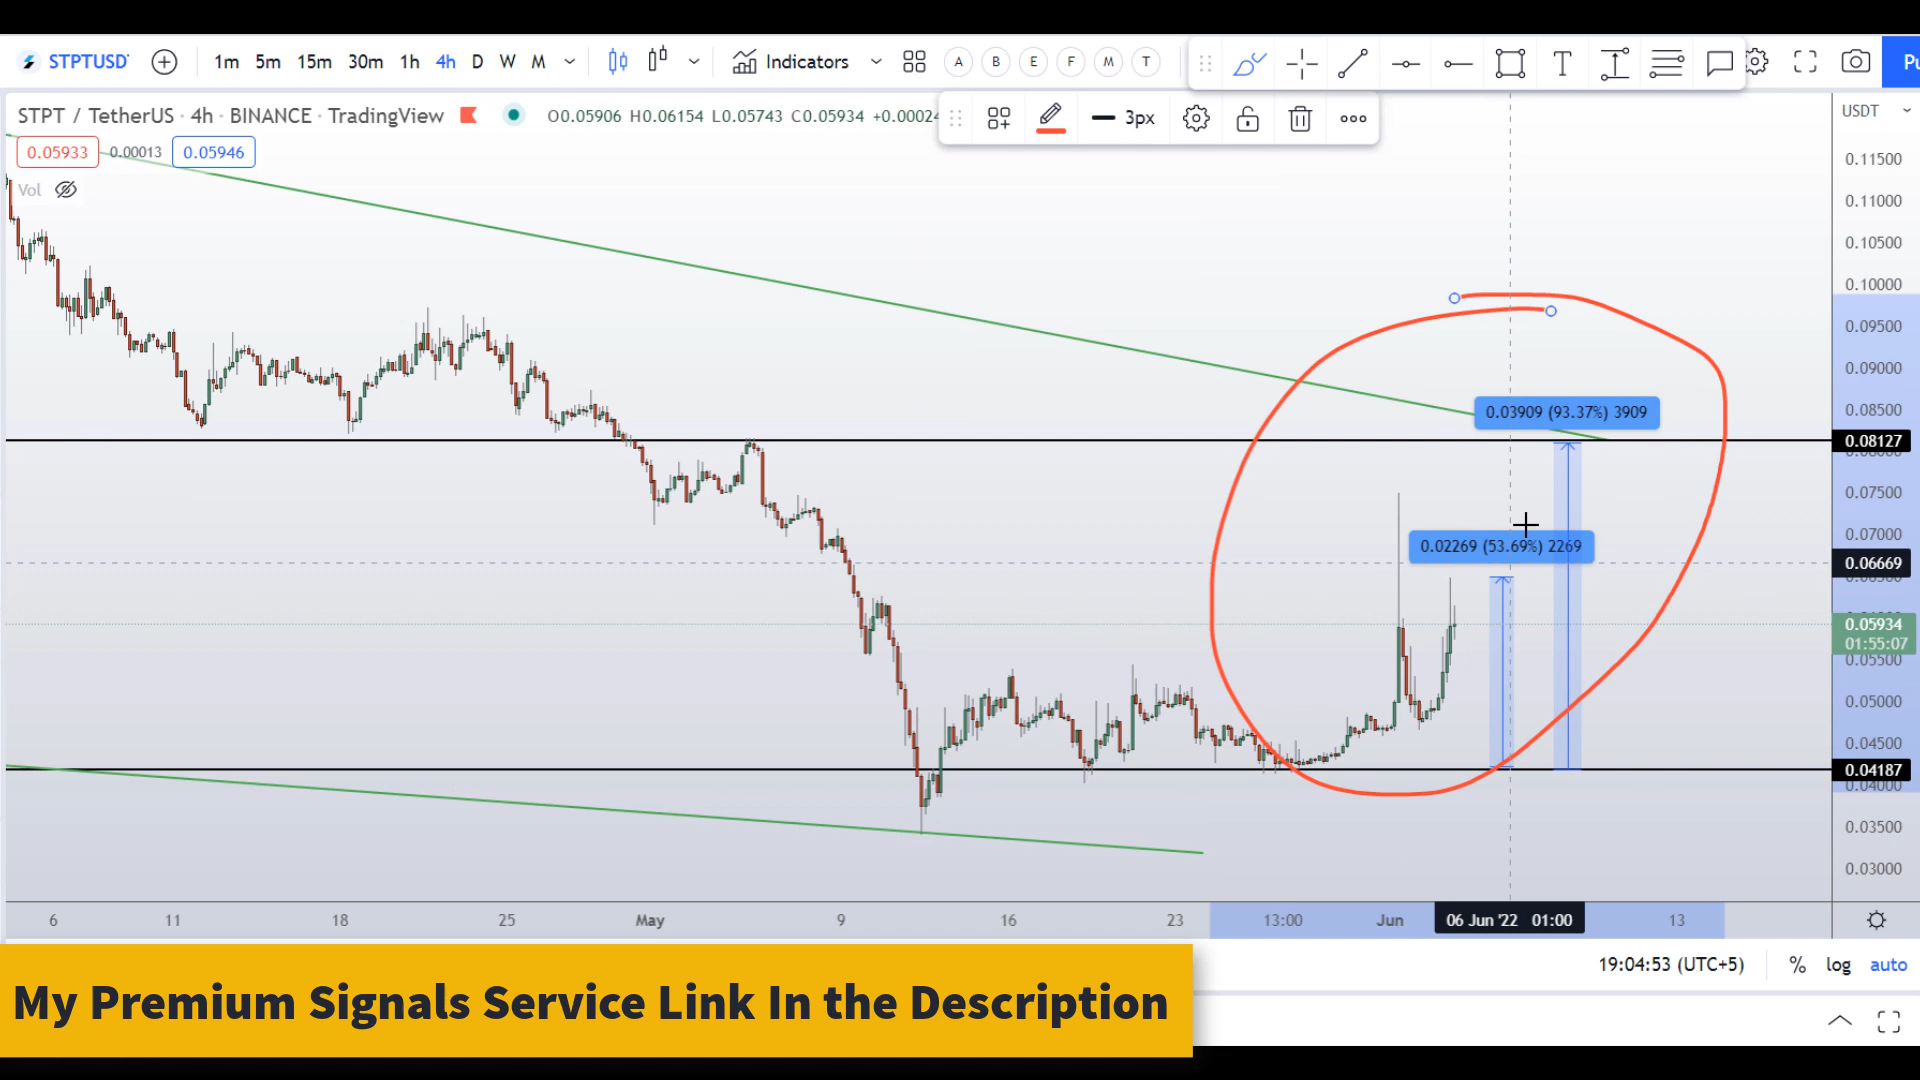 STPTUSD
1m 5m 15m 30m 1h 4h D W M Indicators A B E F M T T
STPT / TetherUS · 4h · BINANCE · TradingView O0.05906 H0.06154 L0.05743 C0.05934 +0.00024 3px USDT
0.05933 0.00013 0.05946
Vol
0.11500
0.11000
0.10500
0.10000
0.09500
0.09000
0.08500
0.03909 (93.37%) 3909
0.08127
0.07500
0.07000
0.02269 (53.69%) 2269
0.06669
0.05934
01:55:07
0.05500
0.05000
0.04500
0.04187
0.04000
0.03500
0.03000
6 11 18 25 May 9 16 23 13:00 Jun 06 Jun '22 01:00 13
19:04:53 (UTC+5) % log auto
My Premium Signals Service Link In the Description